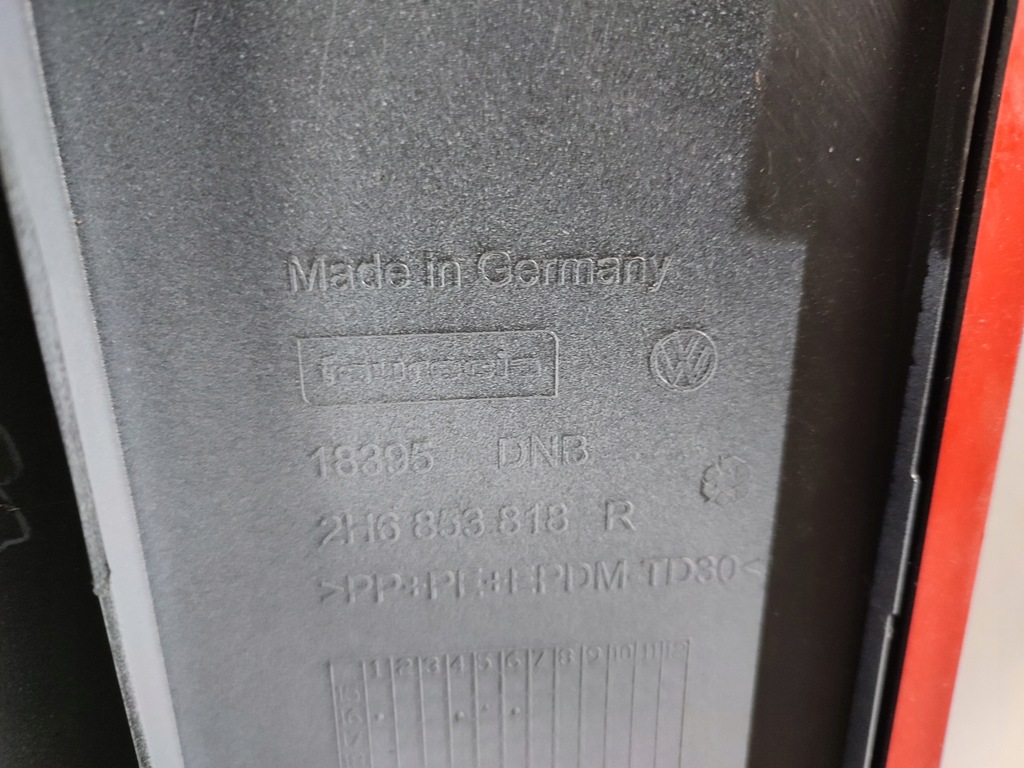 Made in Germany
VW
18395 DNB
2H6 853 818 R
>PP+PE+EPDM-TD30<
1 2 3 4 5 6 7 8 9 10 11 12